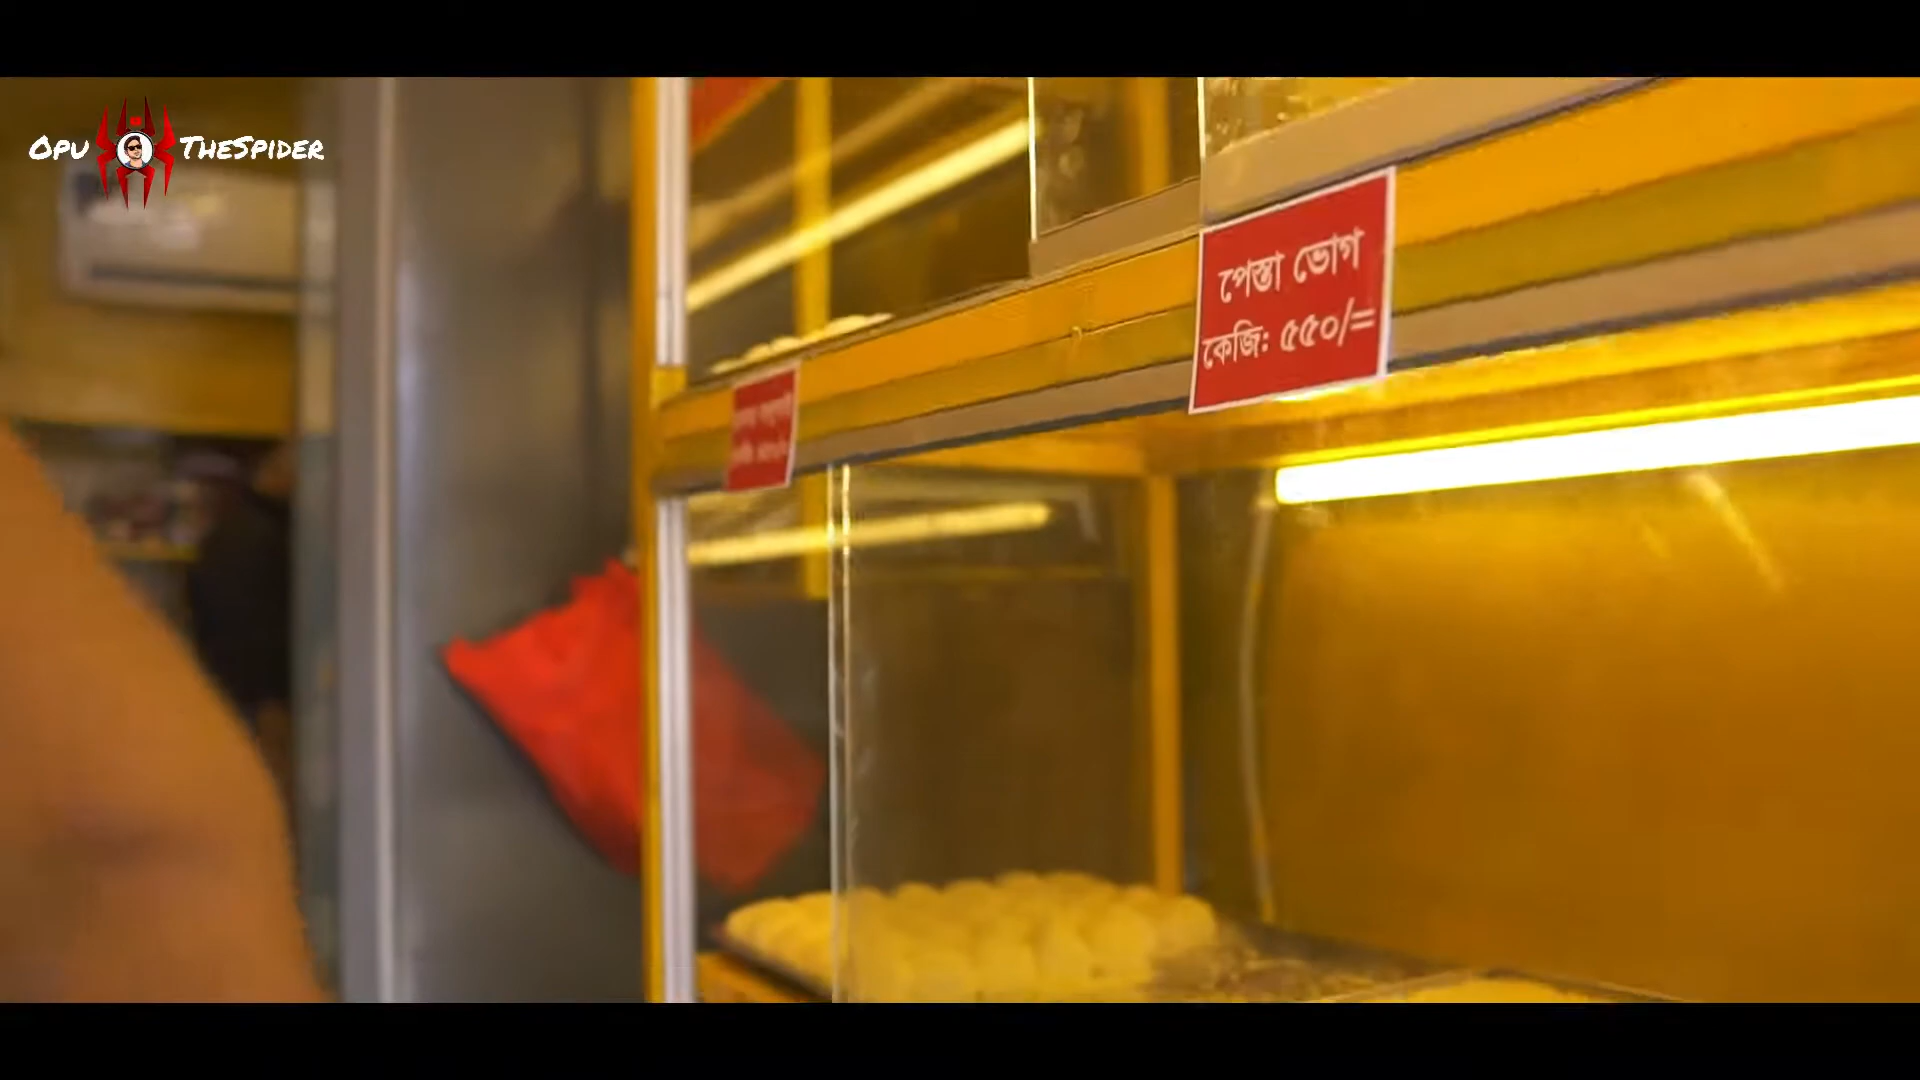 Opu TheSpider
পেস্তা ভোগ
কেজি: ৫৫০/=